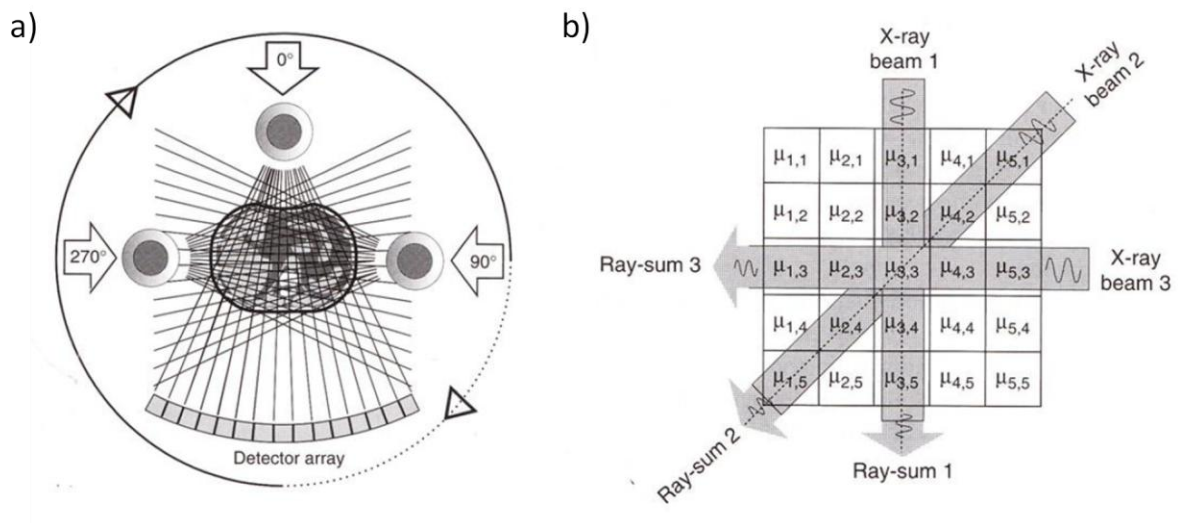 a)
0°
270°
90°
Detector array
b)
X-ray
beam 1
X-ray
beam 2
μ1,1 μ2,1 μ3,1 μ4,1 μ5,1
μ1,2 μ2,2 μ3,2 μ4,2 μ5,2
Ray-sum 3
μ1,3 μ2,3 μ3,3 μ4,3 μ5,3
X-ray
beam 3
μ1,4 μ2,4 μ3,4 μ4,4 μ5,4
μ1,5 μ2,5 μ3,5 μ4,5 μ5,5
Ray-sum 2
Ray-sum 1